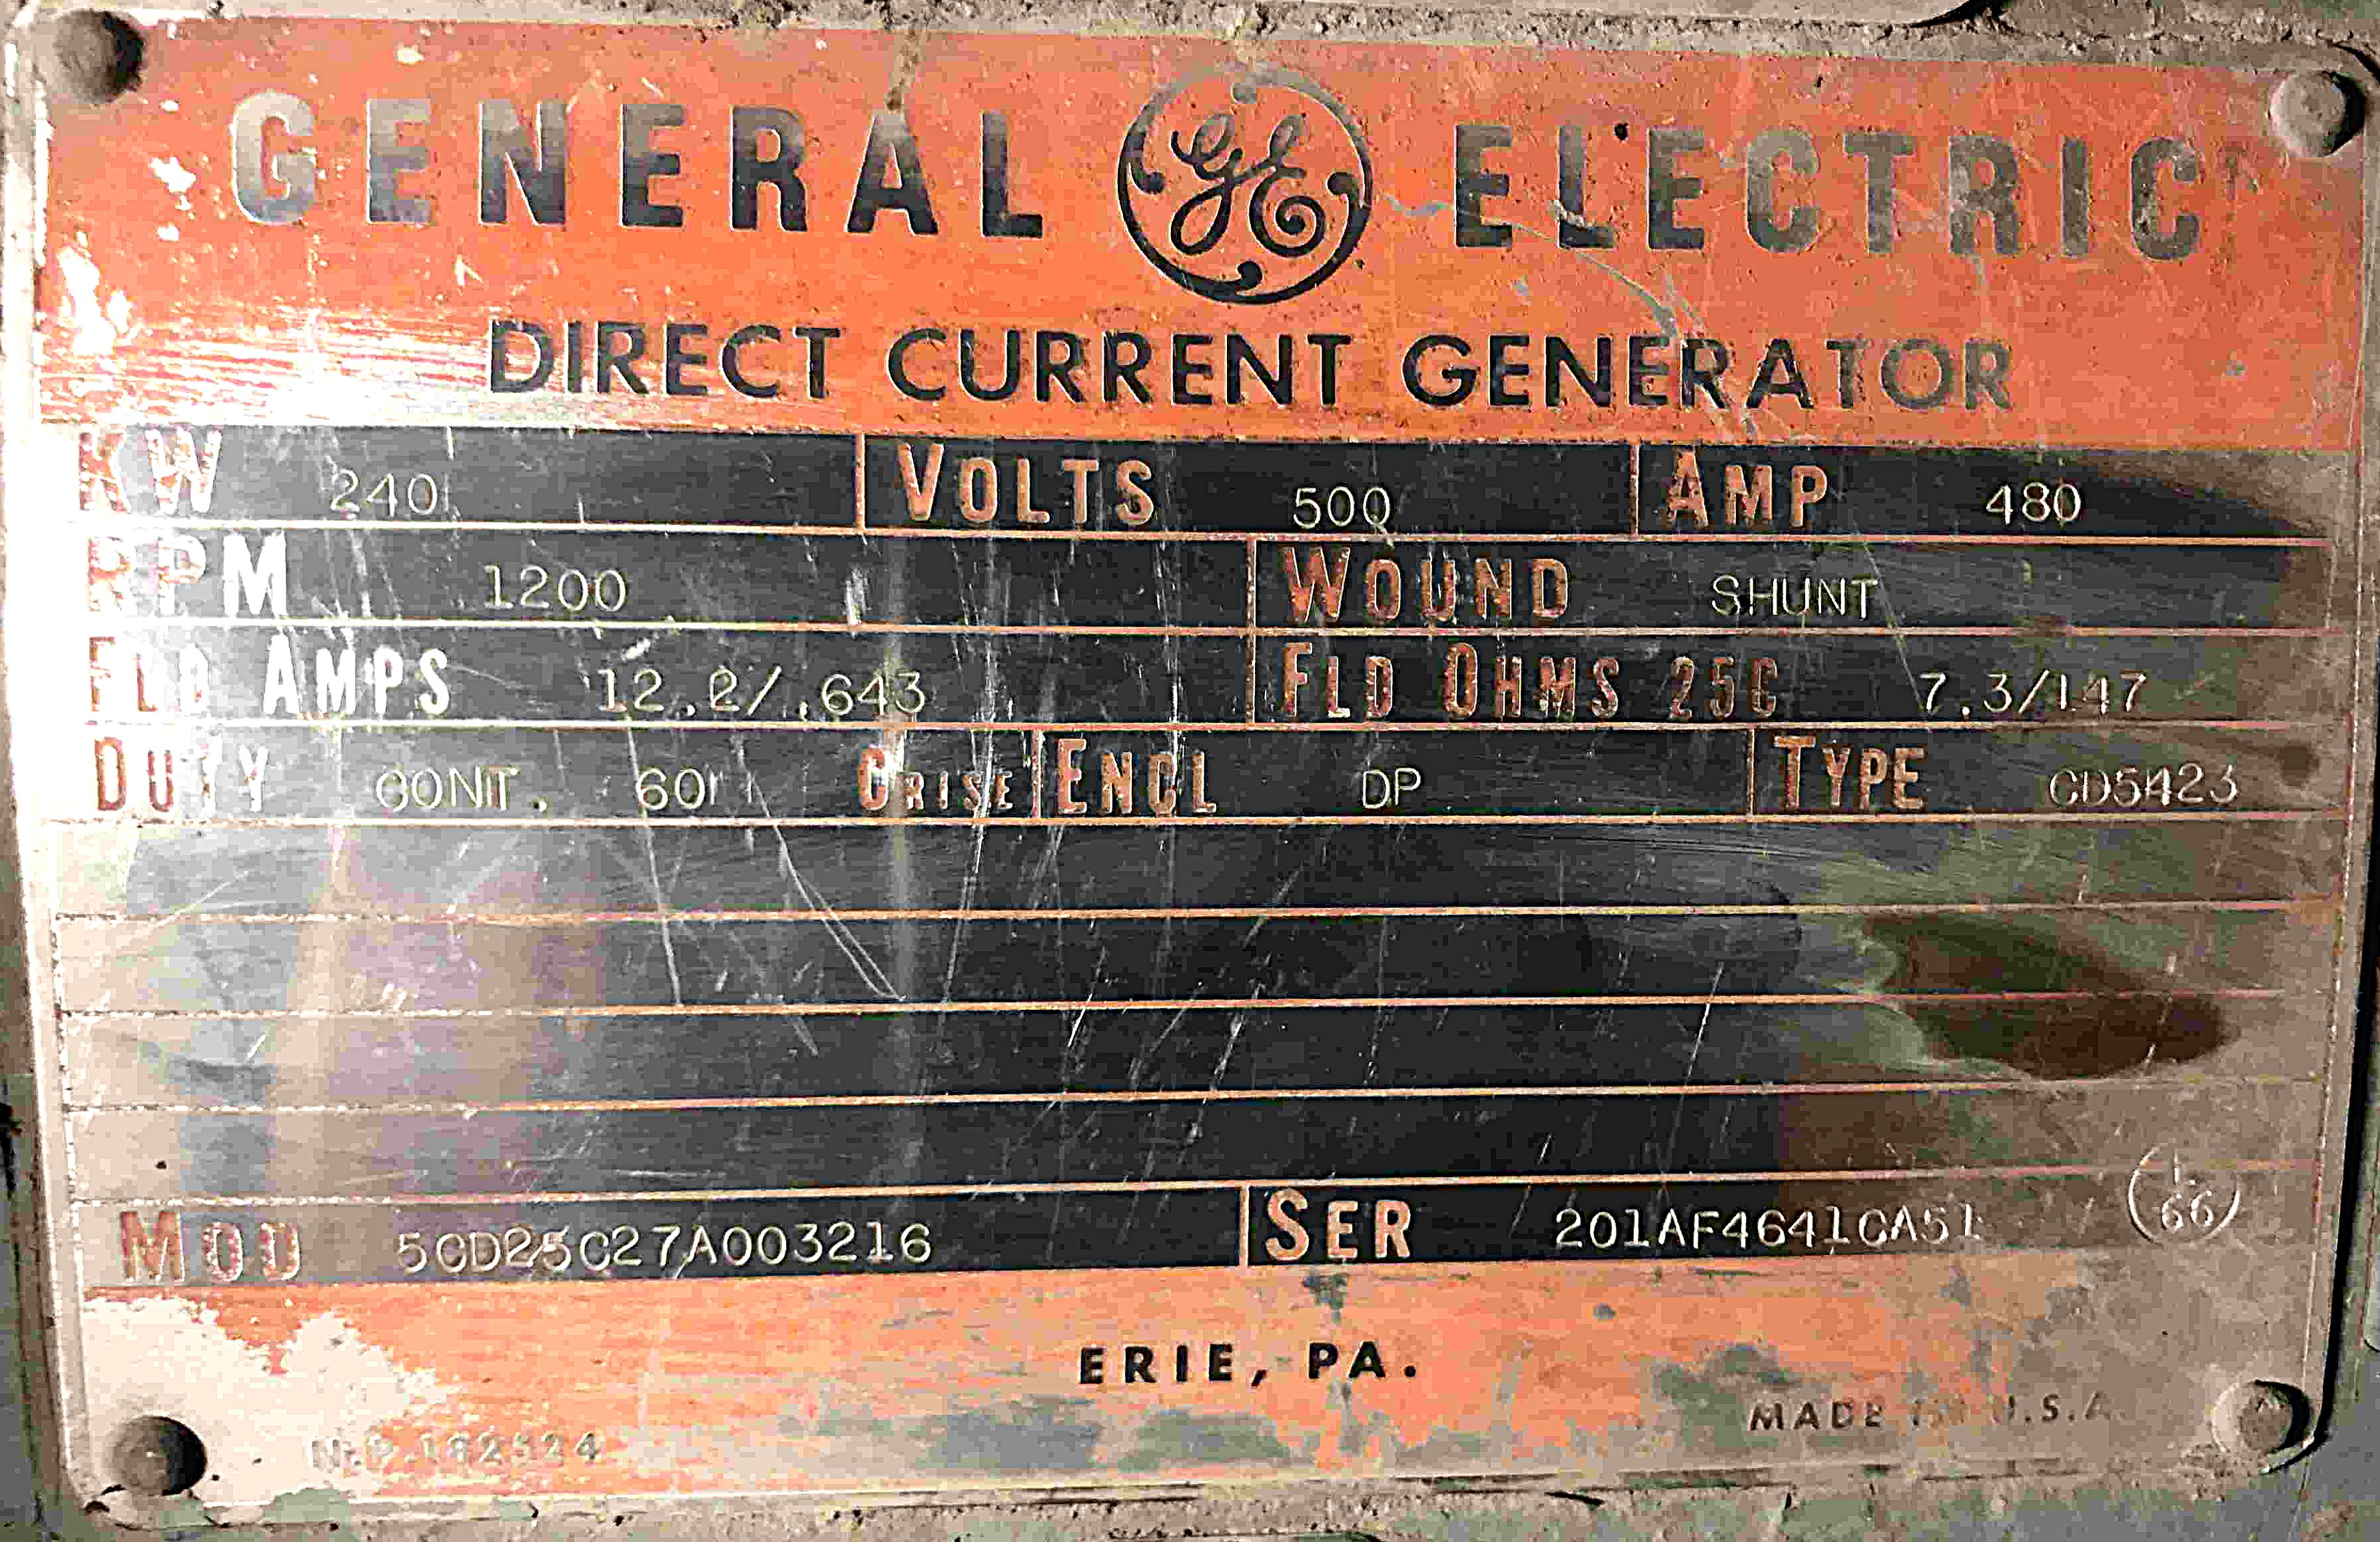 GENERAL GE ELECTRIC
DIRECT CURRENT GENERATOR
KW 240 VOLTS 500 AMP 480
RPM 1200 WOUND SHUNT
FLD AMPS 12.2/.643 FLD OHMS 25C 7.3/147
DUTY CONT. 60 C RISE ENCL DP TYPE CD5423
MOD 5CD25C27A003216 SER 201AF4641CA51
66
ERIE, PA.
MADE IN U.S.A.